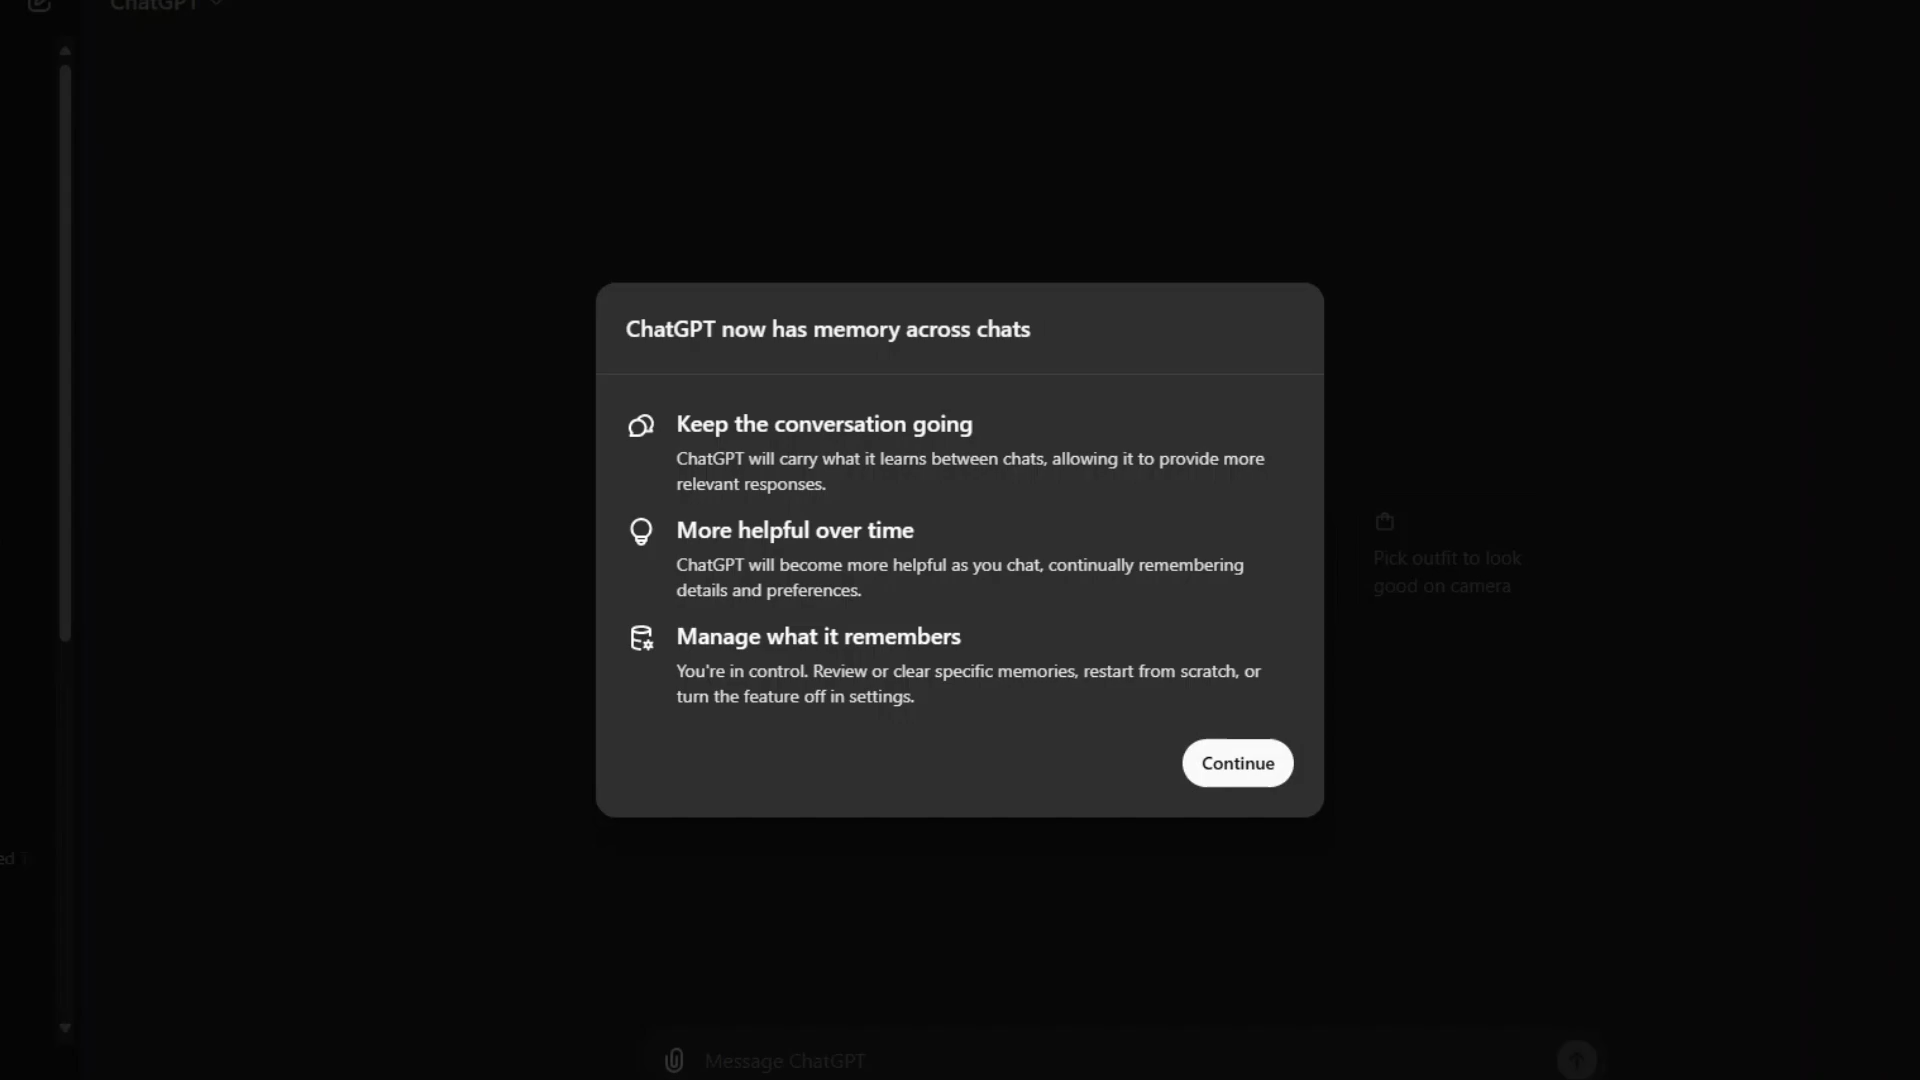 ChatGPT
ChatGPT now has memory across chats
Keep the conversation going
ChatGPT will carry what it learns between chats, allowing it to provide more
relevant responses.
More helpful over time
ChatGPT will become more helpful as you chat, continually remembering
details and preferences.
Manage what it remembers
You're in control. Review or clear specific memories, restart from scratch, or
turn the feature off in settings.
Continue
Pick outfit to look
good on camera
ed
Message ChatGPT